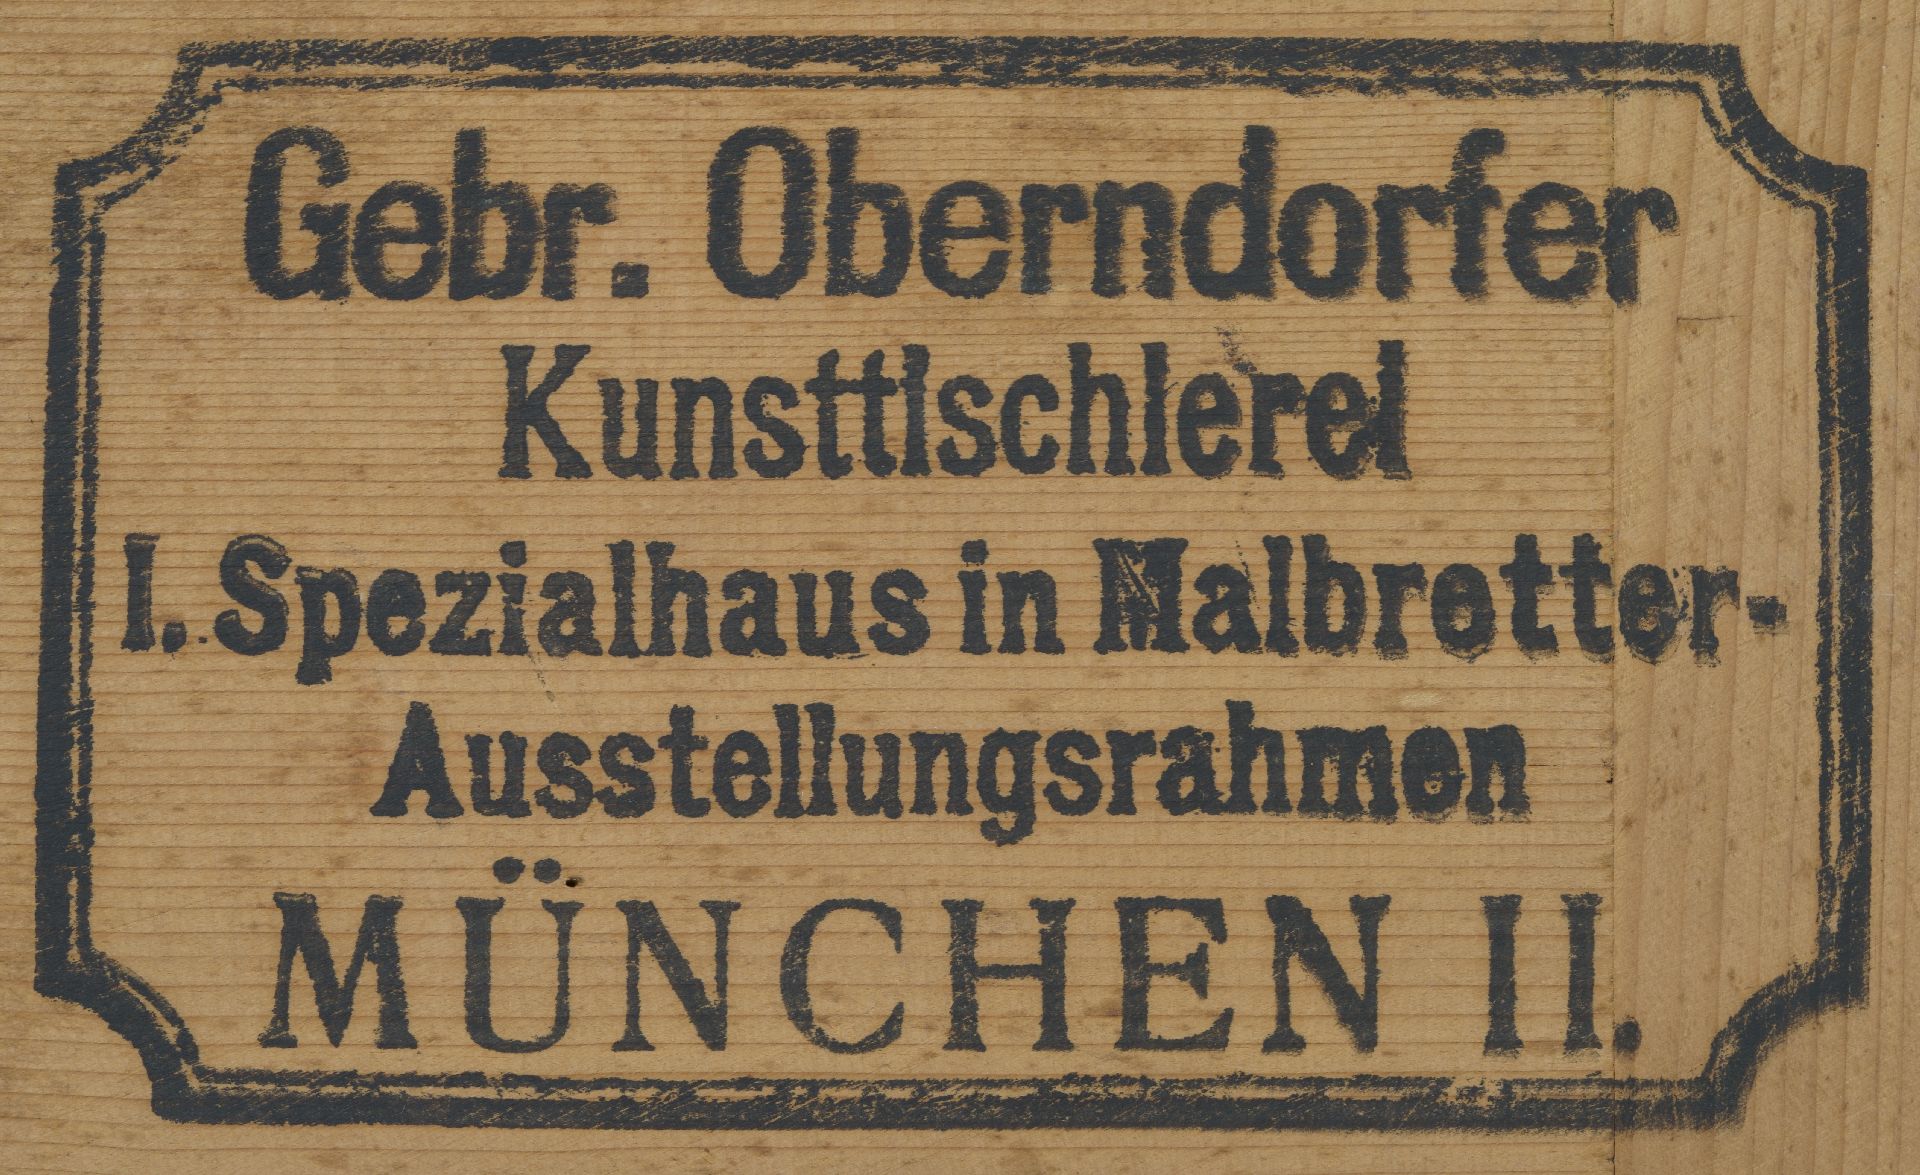 Gebr. Oberndorfer
Kunsttischlerei
I. Spezialhaus in Malbretter-
Ausstellungsrahmen
MÜNCHEN II.